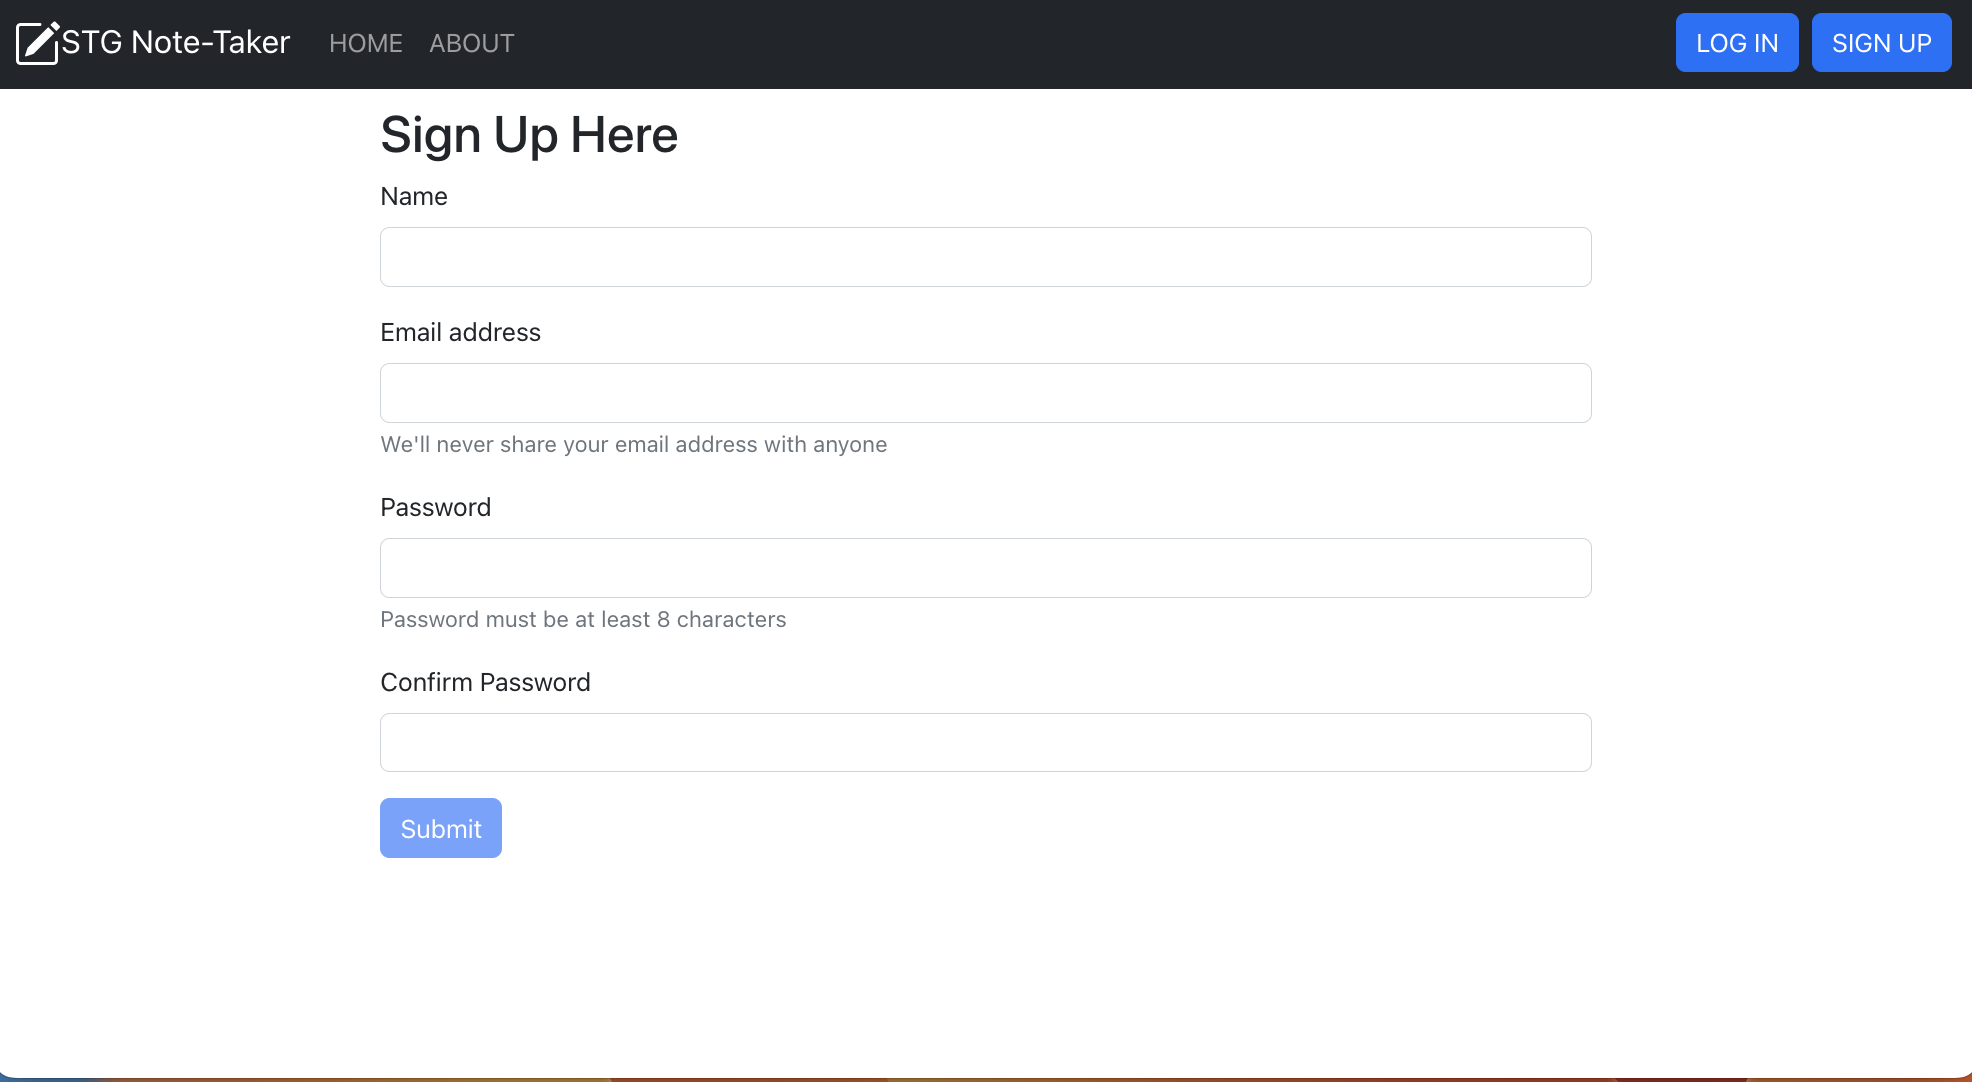 STG Note-Taker HOME ABOUT LOG IN SIGN UP
Sign Up Here
Name
Email address
We'll never share your email address with anyone
Password
Password must be at least 8 characters
Confirm Password
Submit